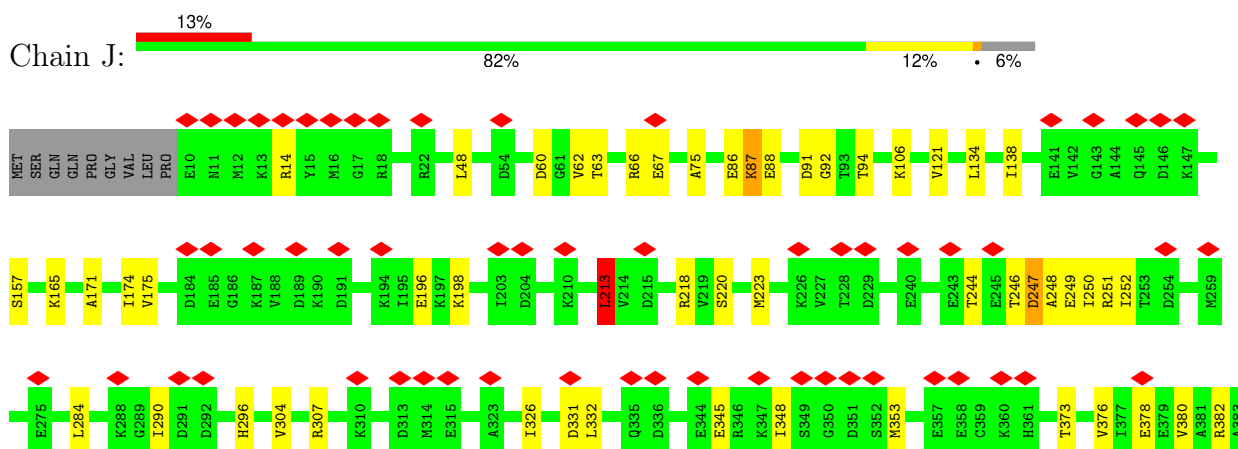 13%
Chain J:
82% 12% • 6%
MET SER GLN GLN PRO GLY VAL LEU PRO E10 N11 M12 K13 R14 Y15 M16 G17 R18 R22 L48 D54 D60 G61 V62 T63 R66 E67 A75 E86 K87 E88 D91 G92 T93 T94 K106 V121 L134 I138 E141 V142 G143 A144 Q145 D146 K147
S157 K165 A171 I174 V175 D184 E185 G186 K187 V188 D189 K190 D191 K194 I195 E196 K197 K198 I203 D204 K210 L213 V214 D215 R218 V219 S220 M223 K226 V227 T228 D229 E240 E243 T244 E245 T246 D247 A248 E249 I250 R251 I252 T253 D254 M259
E275 L284 K288 G289 I290 D291 D292 H296 V304 R307 K310 D313 M314 E315 A323 I326 D331 L332 Q335 D336 E344 E345 R346 K347 I348 S349 G350 D351 S352 M353 E357 E358 C359 K360 H361 T373 V376 I377 E378 E379 V380 A381 R382 A383